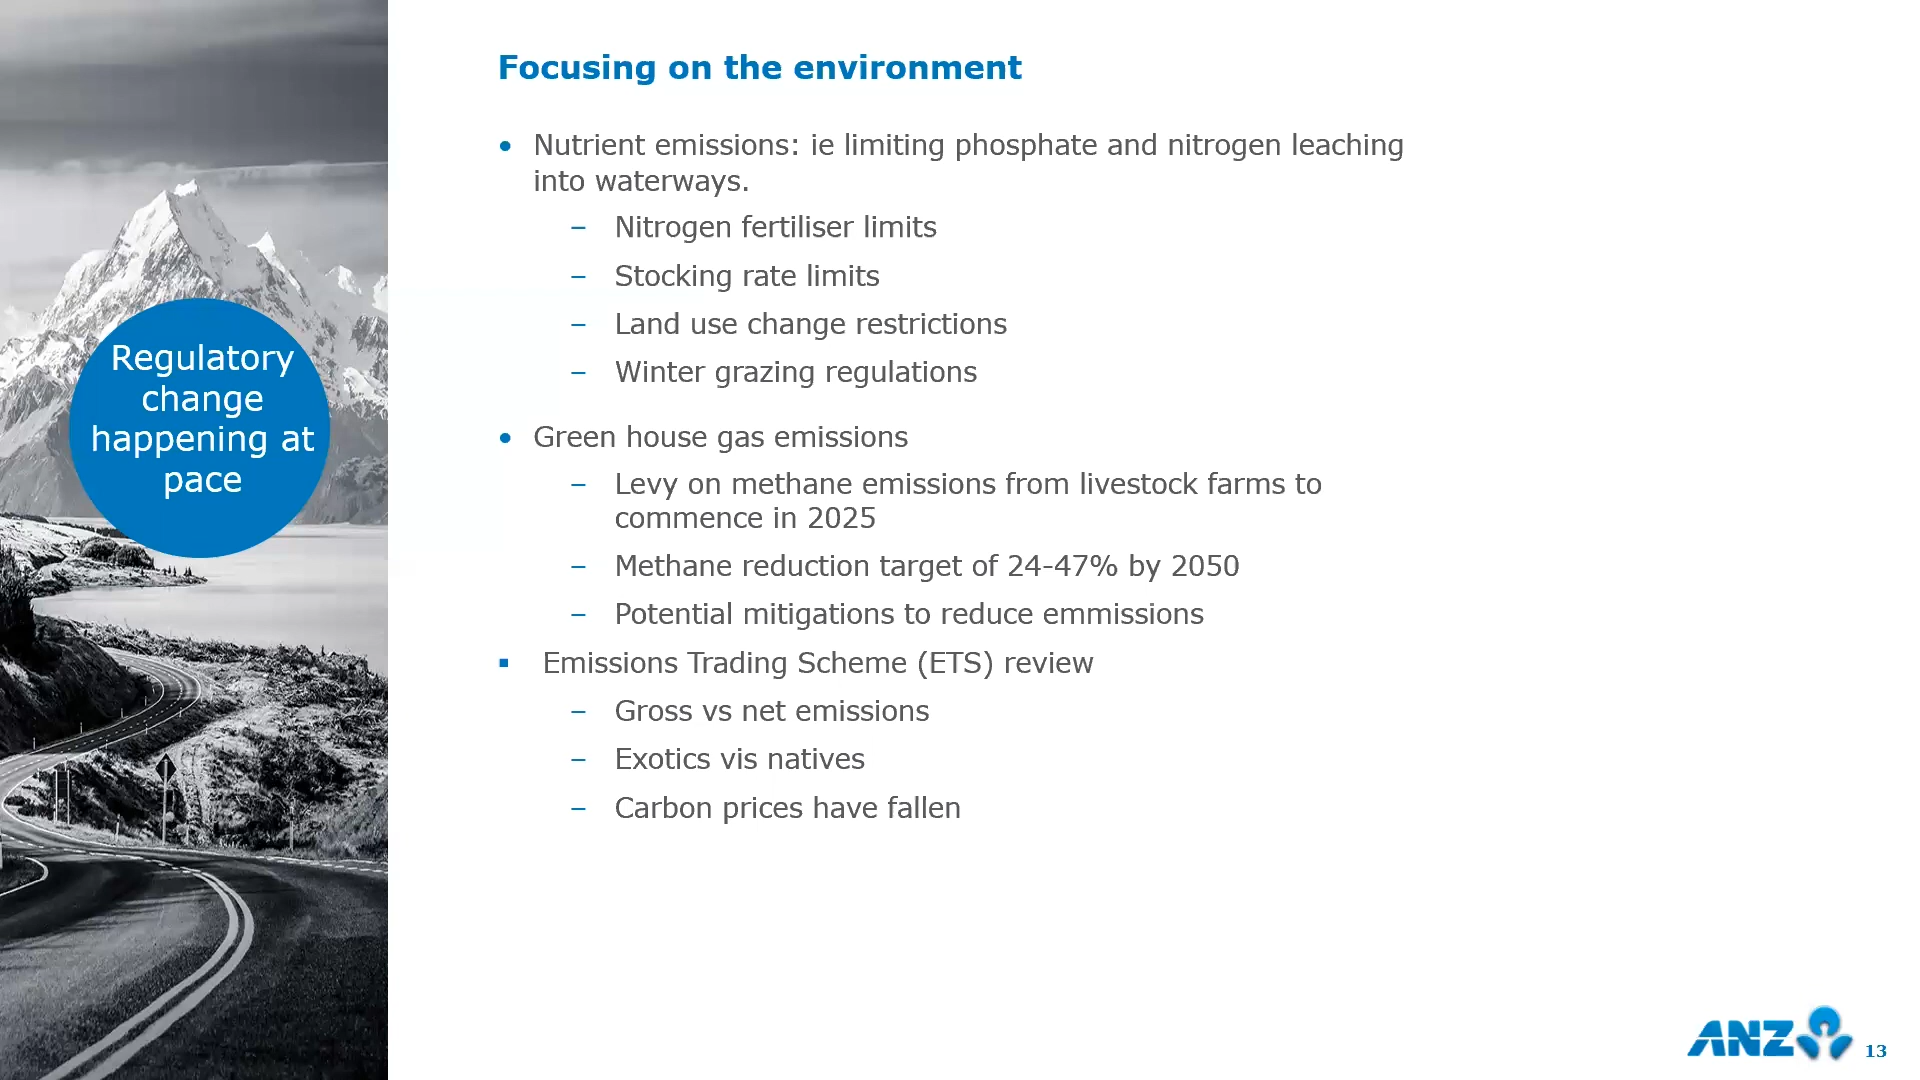 Focusing on the environment
• Nutrient emissions: ie limiting phosphate and nitrogen leaching
into waterways.
– Nitrogen fertiliser limits
– Stocking rate limits
– Land use change restrictions
– Winter grazing regulations
• Green house gas emissions
– Levy on methane emissions from livestock farms to
commence in 2025
– Methane reduction target of 24-47% by 2050
– Potential mitigations to reduce emmissions
▪ Emissions Trading Scheme (ETS) review
– Gross vs net emissions
– Exotics vis natives
– Carbon prices have fallen
Regulatory
change
happening at
pace
ANZ
13